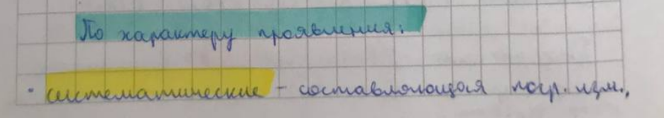 По характеру проявления:
· систематические - составляющая погр. изм.,